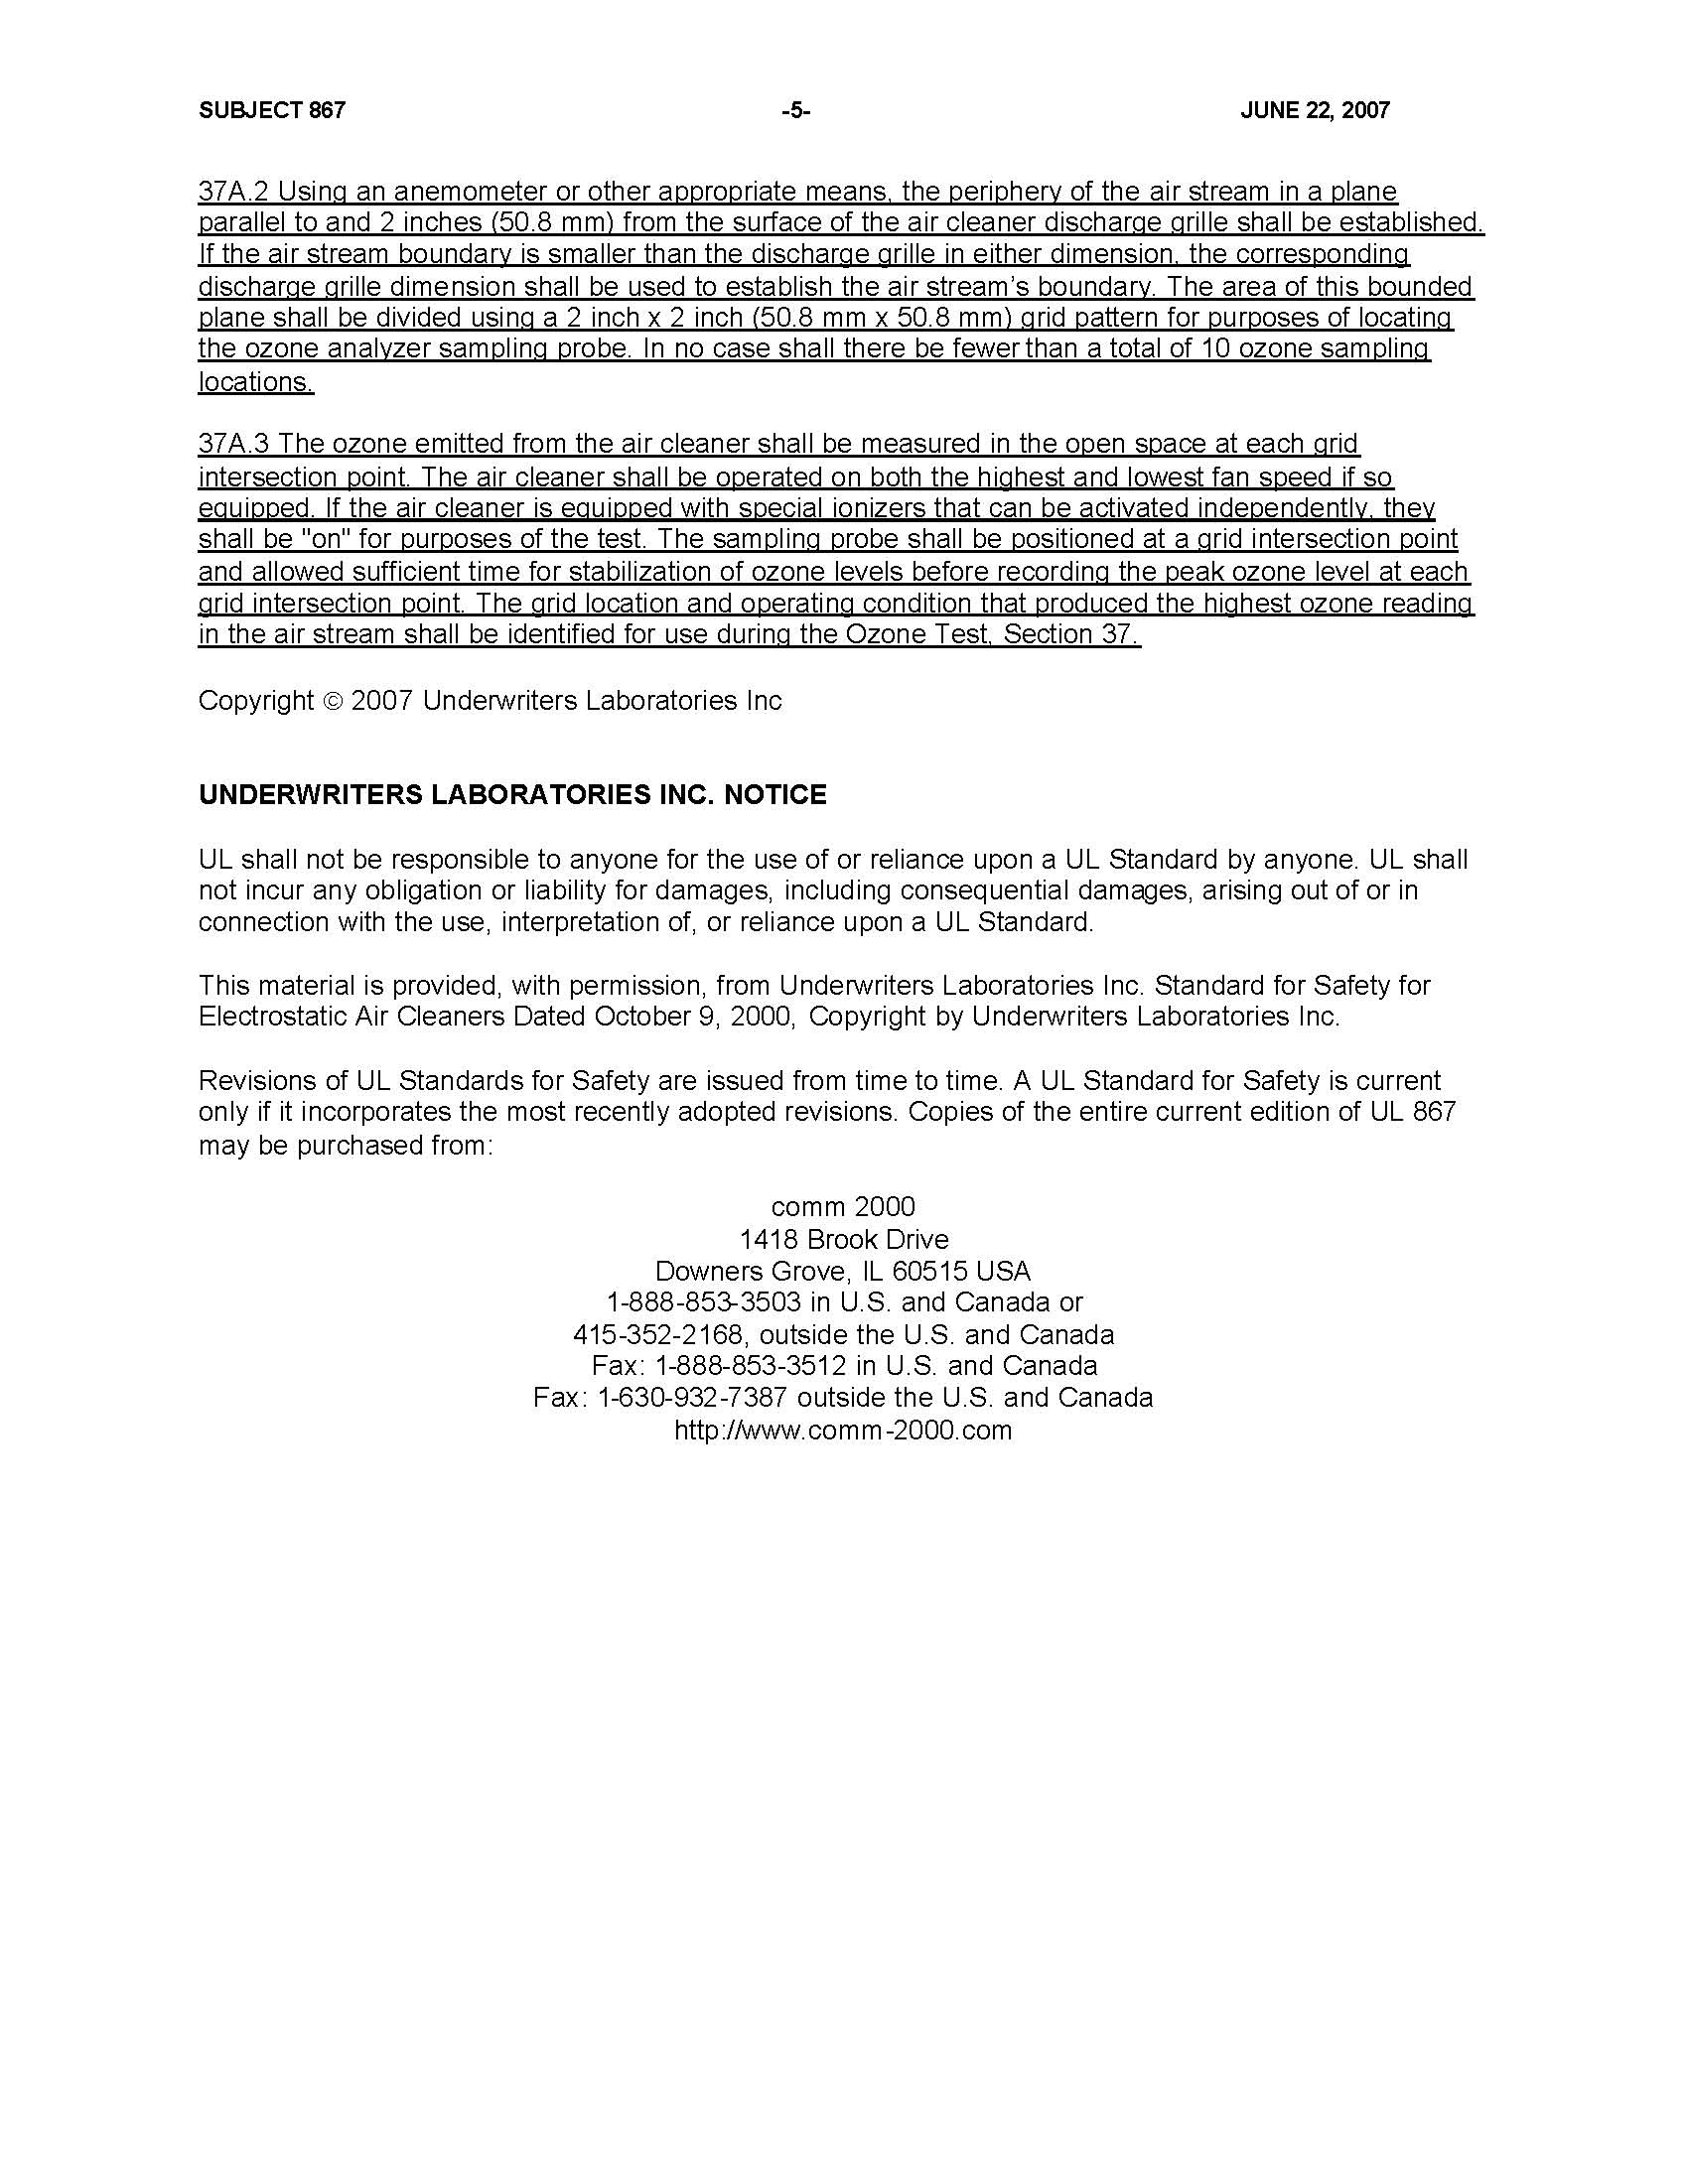 SUBJECT 867 -5- JUNE 22, 2007
37A.2 Using an anemometer or other appropriate means, the periphery of the air stream in a plane
parallel to and 2 inches (50.8 mm) from the surface of the air cleaner discharge grille shall be established.
If the air stream boundary is smaller than the discharge grille in either dimension, the corresponding
discharge grille dimension shall be used to establish the air stream’s boundary. The area of this bounded
plane shall be divided using a 2 inch x 2 inch (50.8 mm x 50.8 mm) grid pattern for purposes of locating
the ozone analyzer sampling probe. In no case shall there be fewer than a total of 10 ozone sampling
locations.
37A.3 The ozone emitted from the air cleaner shall be measured in the open space at each grid
intersection point. The air cleaner shall be operated on both the highest and lowest fan speed if so
equipped. If the air cleaner is equipped with special ionizers that can be activated independently, they
shall be "on" for purposes of the test. The sampling probe shall be positioned at a grid intersection point
and allowed sufficient time for stabilization of ozone levels before recording the peak ozone level at each
grid intersection point. The grid location and operating condition that produced the highest ozone reading
in the air stream shall be identified for use during the Ozone Test, Section 37.
Copyright © 2007 Underwriters Laboratories Inc
UNDERWRITERS LABORATORIES INC. NOTICE
UL shall not be responsible to anyone for the use of or reliance upon a UL Standard by anyone. UL shall
not incur any obligation or liability for damages, including consequential damages, arising out of or in
connection with the use, interpretation of, or reliance upon a UL Standard.
This material is provided, with permission, from Underwriters Laboratories Inc. Standard for Safety for
Electrostatic Air Cleaners Dated October 9, 2000, Copyright by Underwriters Laboratories Inc.
Revisions of UL Standards for Safety are issued from time to time. A UL Standard for Safety is current
only if it incorporates the most recently adopted revisions. Copies of the entire current edition of UL 867
may be purchased from:
comm 2000
1418 Brook Drive
Downers Grove, IL 60515 USA
1-888-853-3503 in U.S. and Canada or
415-352-2168, outside the U.S. and Canada
Fax: 1-888-853-3512 in U.S. and Canada
Fax: 1-630-932-7387 outside the U.S. and Canada
http://www.comm-2000.com